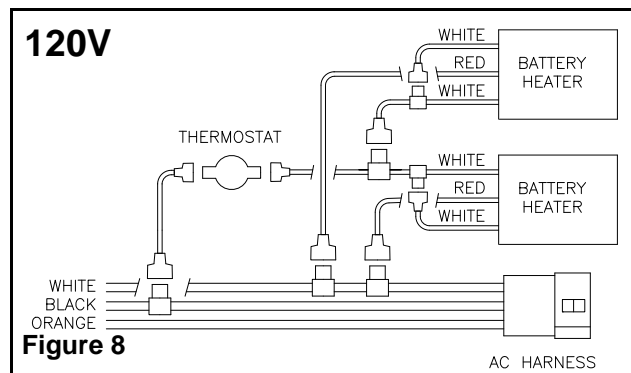 120V
WHITE
RED
WHITE
BATTERY
HEATER
THERMOSTAT
WHITE
RED
WHITE
BATTERY
HEATER
WHITE
BLACK
ORANGE
Figure 8
AC HARNESS